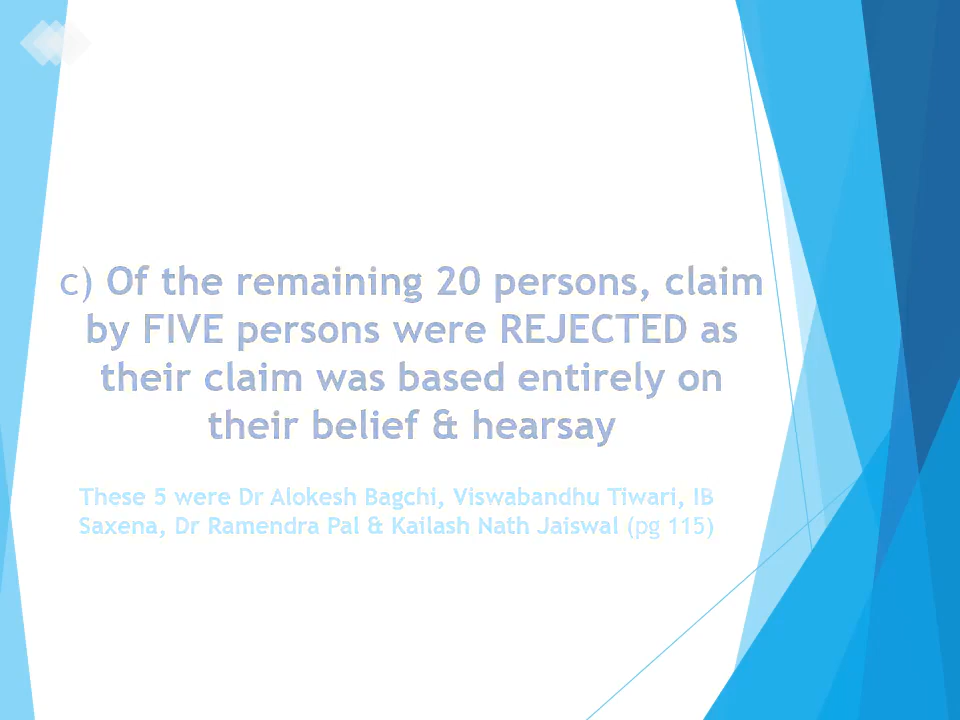 c) Of the remaining 20 persons, claim
by FIVE persons were REJECTED as
their claim was based entirely on
their belief & hearsay
These 5 were Dr Alokesh Bagchi, Viswabandhu Tiwari, IB
Saxena, Dr Ramendra Pal & Kailash Nath Jaiswal (pg 115)